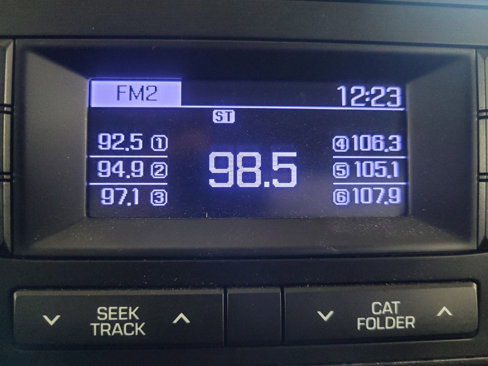 FM2 12:23
ST
92.5 1 4 106.3
94.9 2 98.5 5 105.1
97.1 3 6 107.9
SEEK CAT
TRACK FOLDER